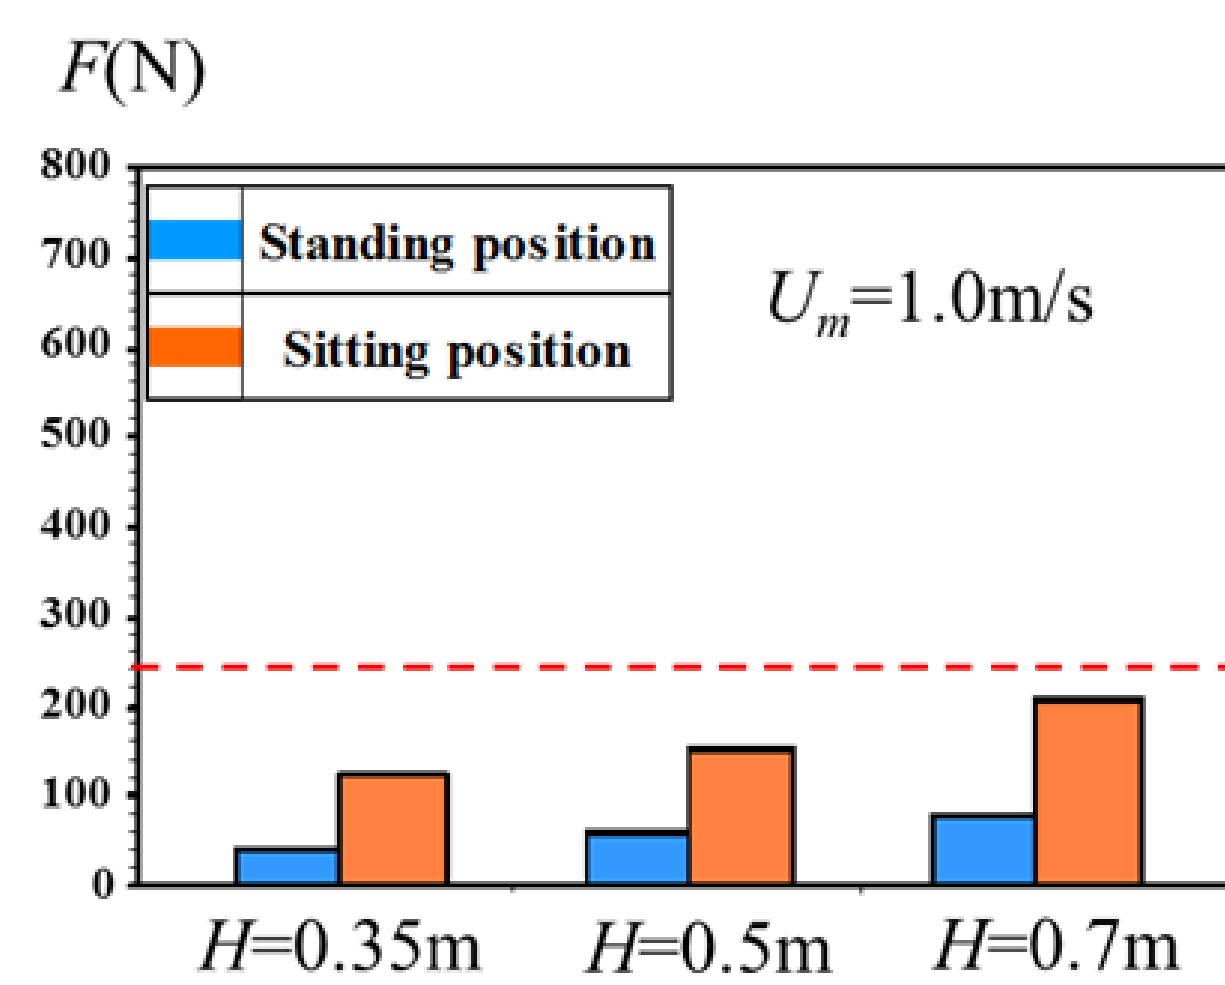 F(N)
800
700
600
500
400
300
200
100
0
Standing position
Sitting position
Um=1.0m/s
H=0.35m
H=0.5m
H=0.7m